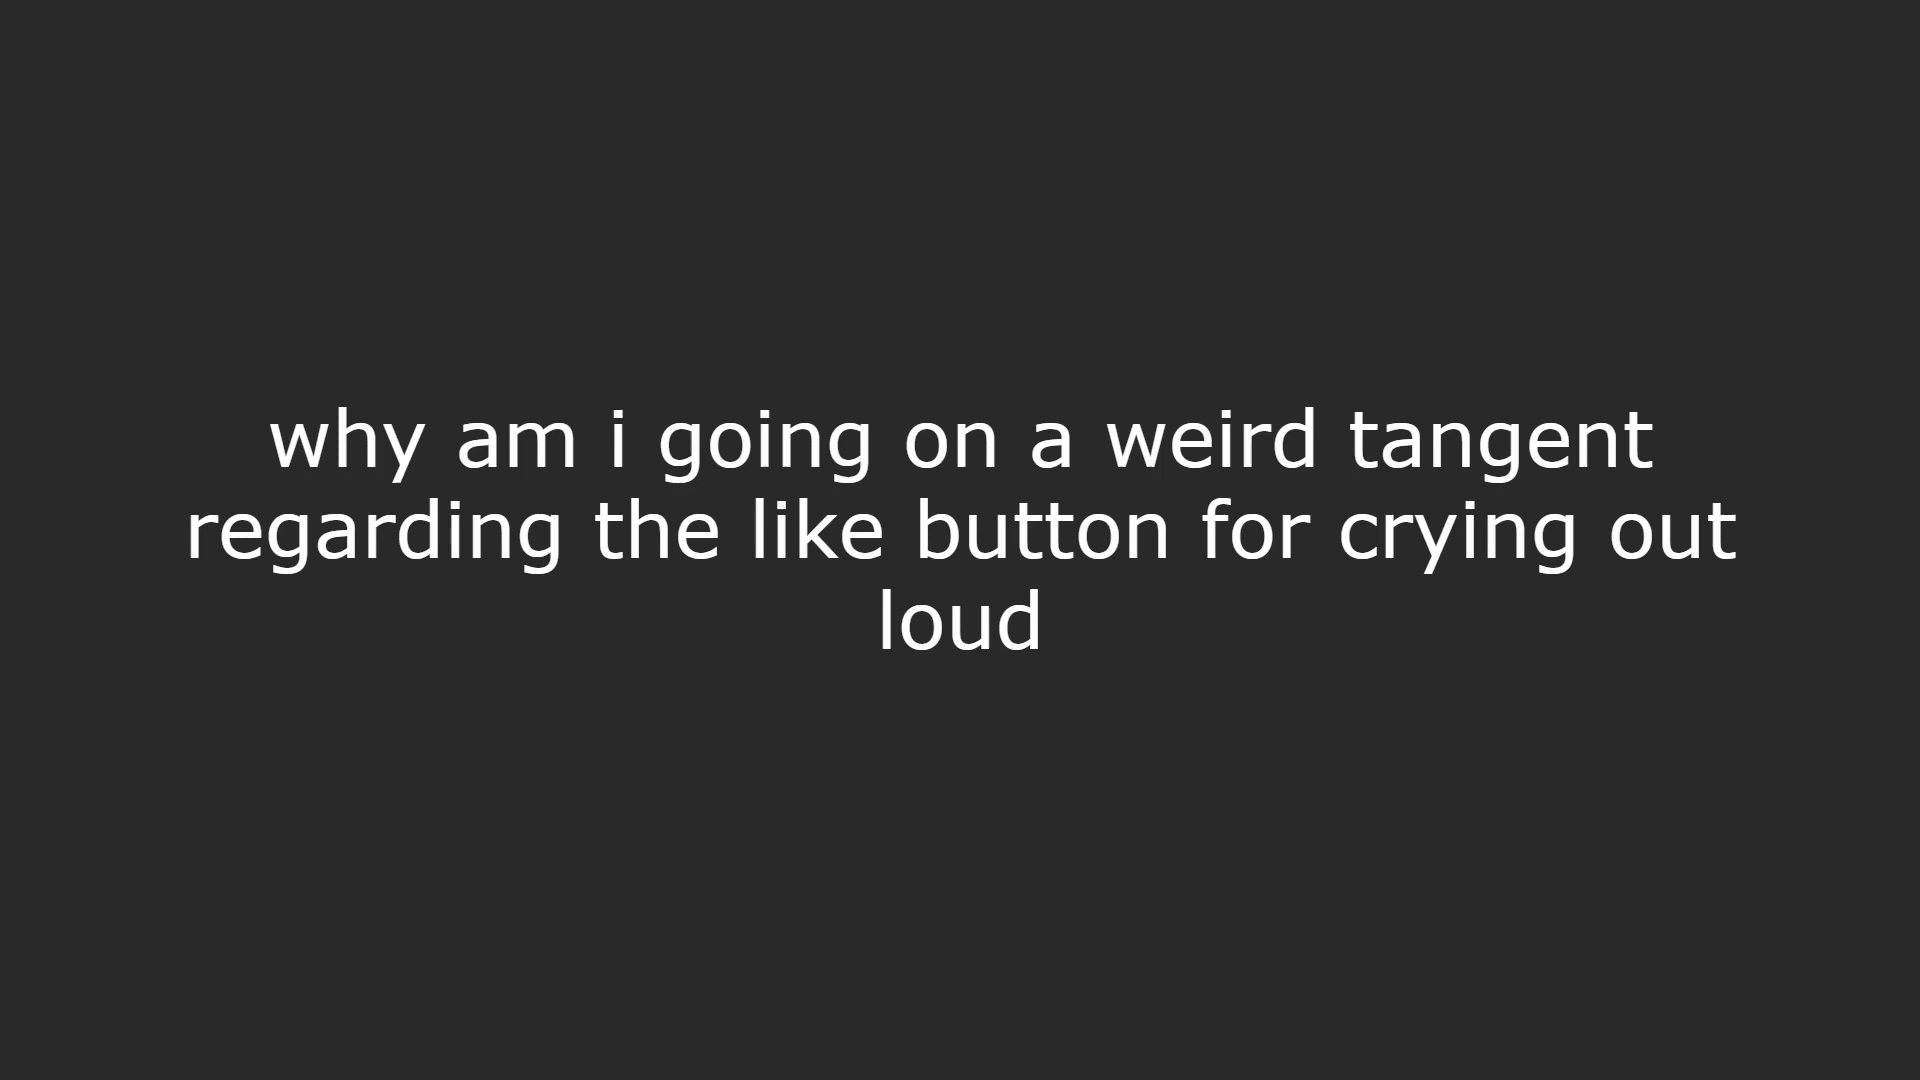 why am i going on a weird tangent
regarding the like button for crying out
loud